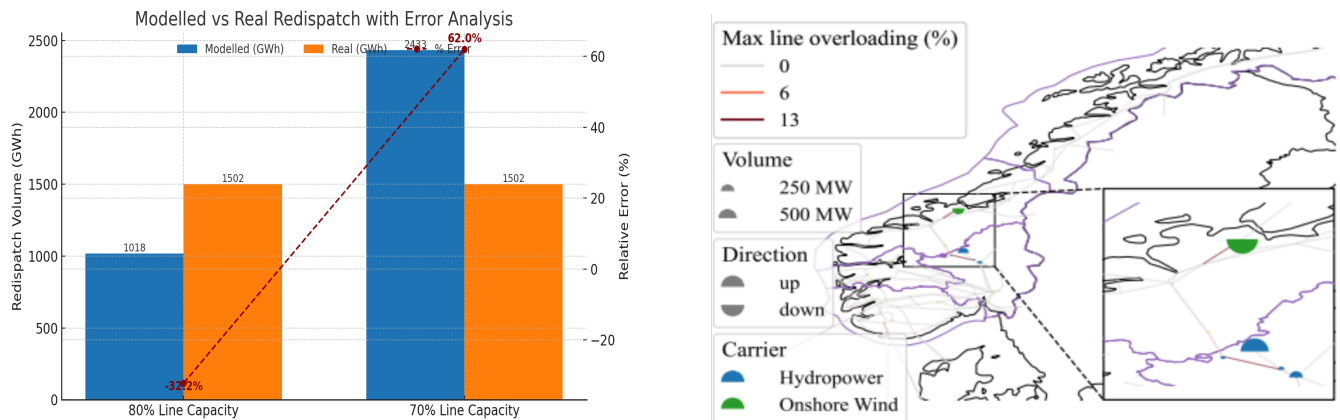 Modelled vs Real Redispatch with Error Analysis
Modelled (GWh)
Real (GWh)
% Error
Redispatch Volume (GWh)
2500
2000
1500
1000
500
0
1018
1502
2433
1502
-32.2%
62.0%
80% Line Capacity
70% Line Capacity
60
40
20
0
−20
Relative Error (%)
Max line overloading (%)
0
6
13
Volume
250 MW
500 MW
Direction
up
down
Carrier
Hydropower
Onshore Wind